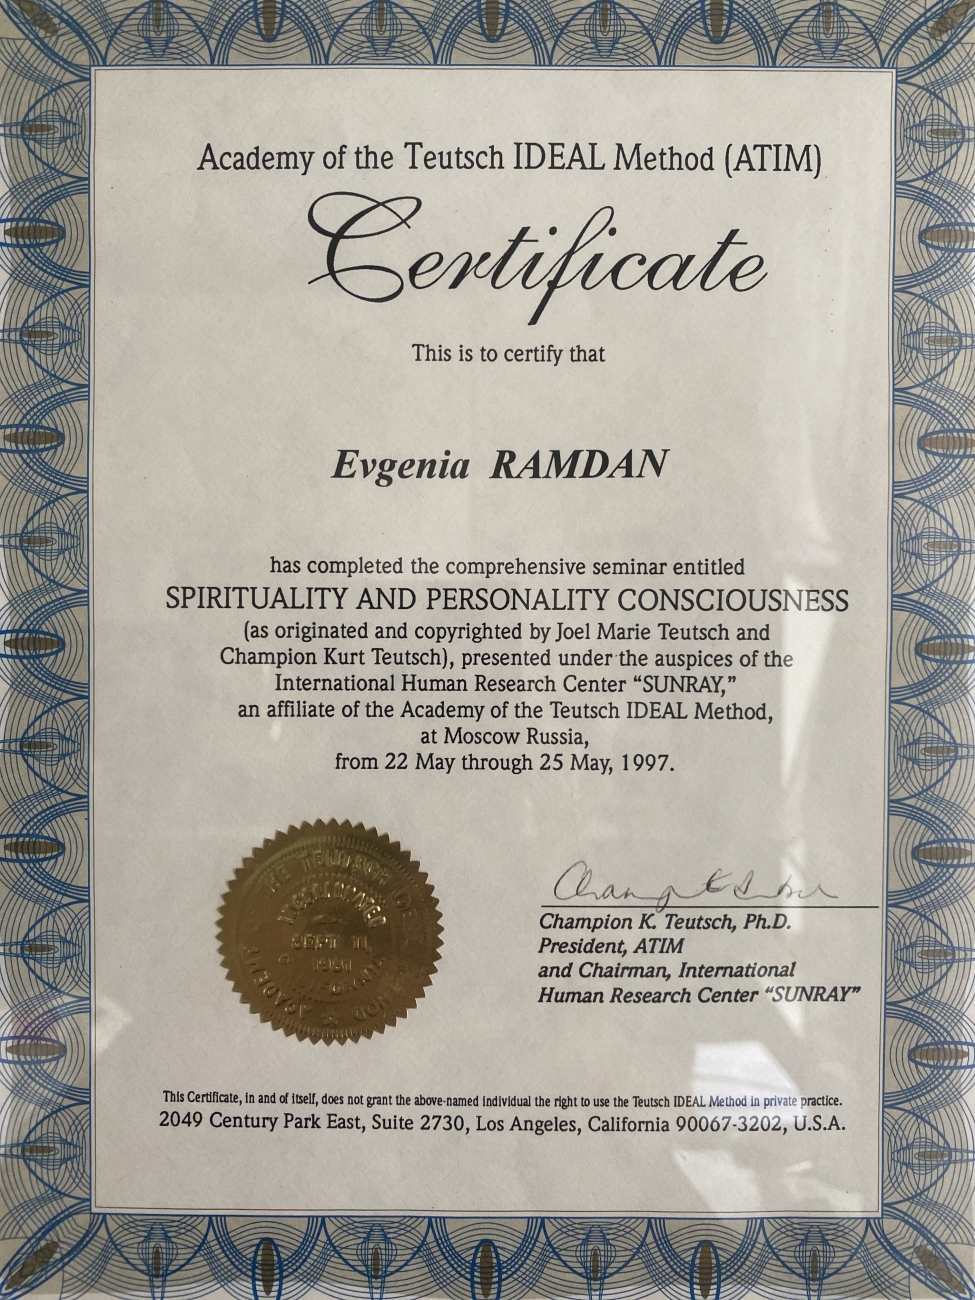 Academy of the Teutsch IDEAL Method (ATIM)
Certificate
This is to certify that
Evgenia RAMDAN
has completed the comprehensive seminar entitled
SPIRITUALITY AND PERSONALITY CONSCIOUSNESS
(as originated and copyrighted by Joel Marie Teutsch and
Champion Kurt Teutsch), presented under the auspices of the
International Human Research Center “SUNRAY,”
an affiliate of the Academy of the Teutsch IDEAL Method,
at Moscow Russia,
from 22 May through 25 May, 1997.
THE TEUTSCH
INCORPORATED
SEPT 11,
ACADEMY
Champion K. Teutsch, Ph.D.
President, ATIM
and Chairman, International
Human Research Center “SUNRAY”
This Certificate, in and of itself, does not grant the above-named individual the right to use the Teutsch IDEAL Method in private practice.
2049 Century Park East, Suite 2730, Los Angeles, California 90067-3202, U.S.A.